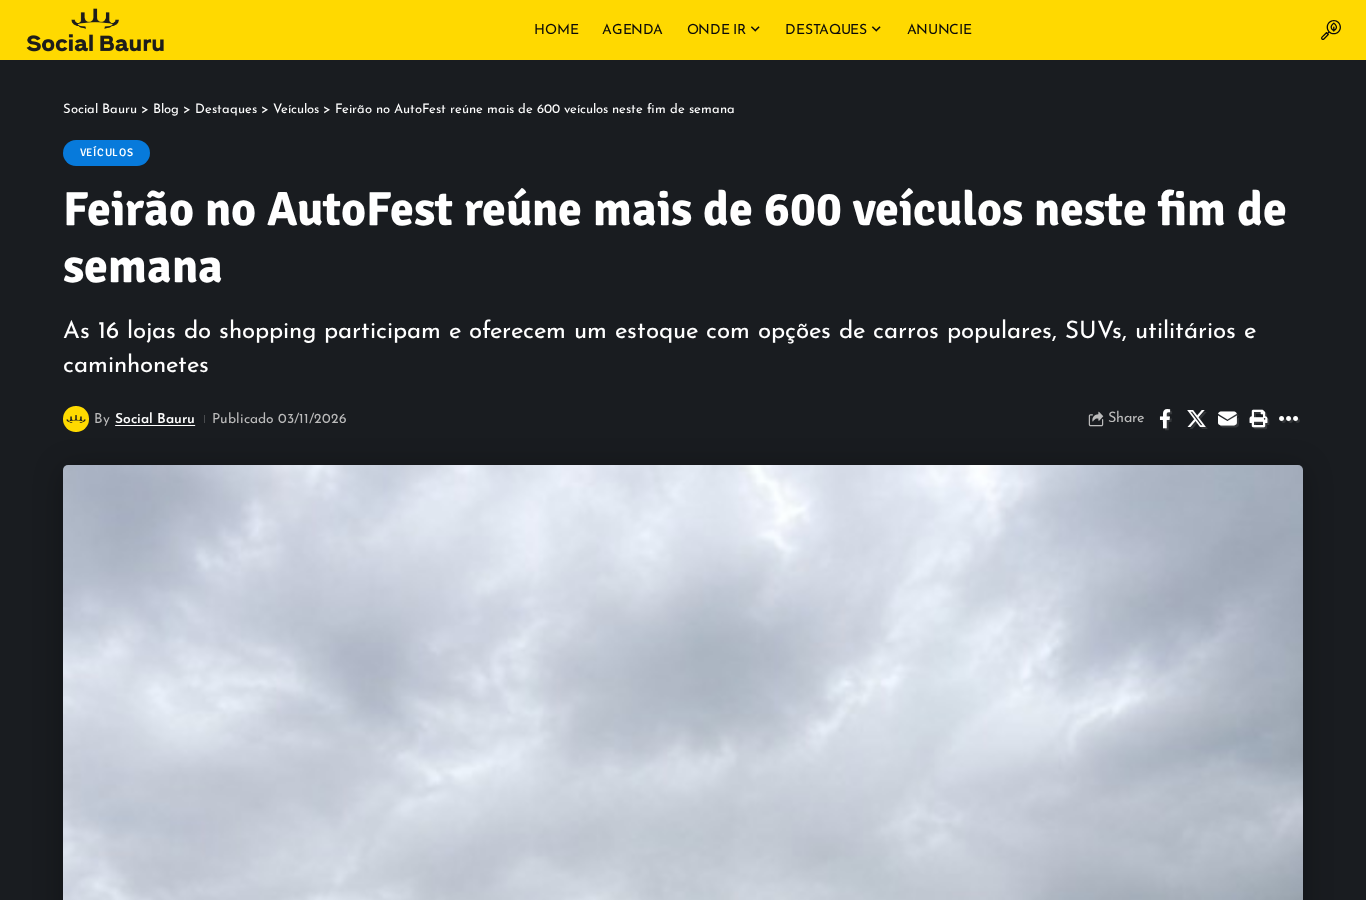 Social Bauru
HOME
AGENDA
ONDE IR
DESTAQUES
ANUNCIE
Social Bauru > Blog > Destaques > Veículos > Feirão no AutoFest reúne mais de 600 veículos neste fim de semana
VEÍCULOS
Feirão no AutoFest reúne mais de 600 veículos neste fim de
semana
As 16 lojas do shopping participam e oferecem um estoque com opções de carros populares, SUVs, utilitários e
caminhonetes
By Social Bauru
Publicado 03/11/2026
Share